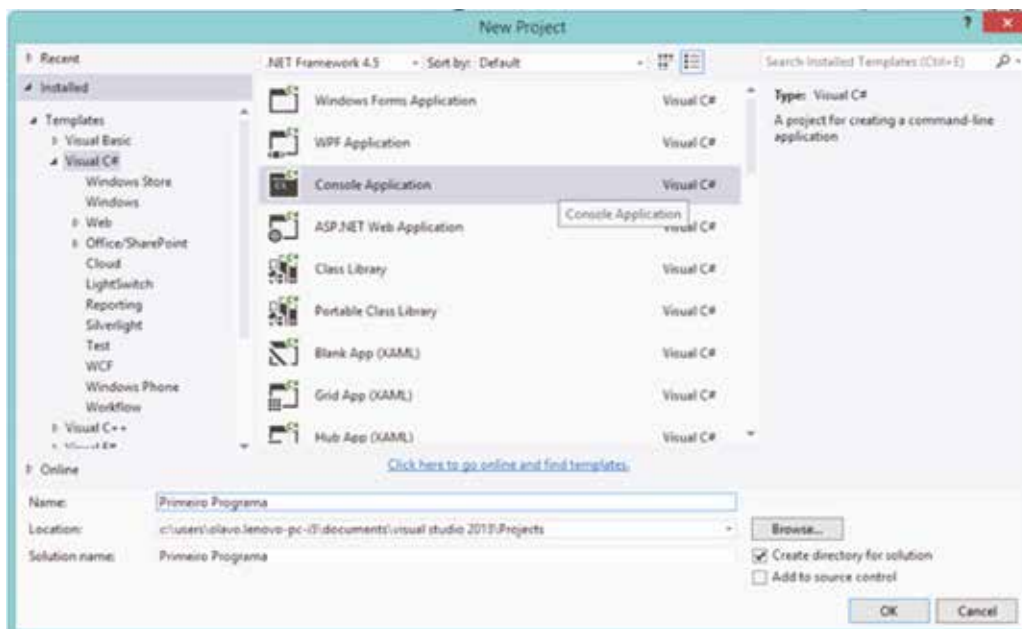 New Project
?
Recent
Installed
Templates
Visual Basic
Visual C#
Windows Store
Windows
Web
Office/SharePoint
Cloud
LightSwitch
Reporting
Silverlight
Test
WCF
Windows Phone
Workflow
Visual C++
Online
.NET Framework 4.5
Sort by: Default
Windows Forms Application Visual C#
WPF Application Visual C#
Console Application Visual C#
Console Application
ASP.NET Web Application Visual C#
Class Library Visual C#
Portable Class Library Visual C#
Blank App (XAML) Visual C#
Grid App (XAML) Visual C#
Hub App (XAML) Visual C#
Click here to go online and find templates.
Search Installed Templates (Ctrl+E)
Type: Visual C#
A project for creating a command-line
application
Name: Primeiro Programa
Location: c:\users\olavo.lenovo-pc-i5\documents\visual studio 2013\Projects
Browse...
Solution name: Primeiro Programa
Create directory for solution
Add to source control
OK Cancel